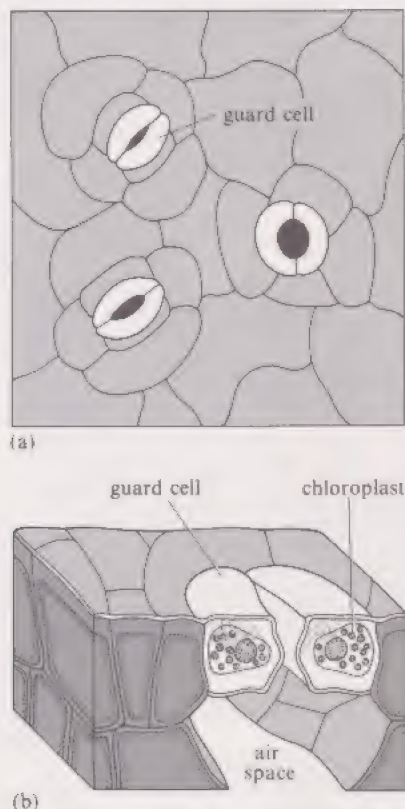 guard cell
(a)
guard cell chloroplast
air
space
(b)